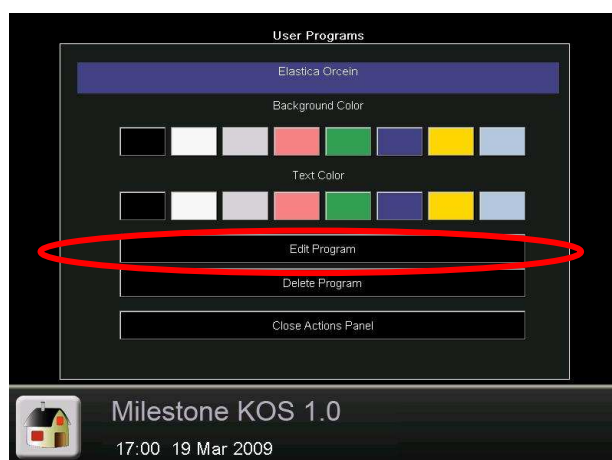 User Programs
Elastica Orcein
Background Color
Text Color
Edit Program
Delete Program
Close Actions Panel
Milestone KOS 1.0
17:00 19 Mar 2009